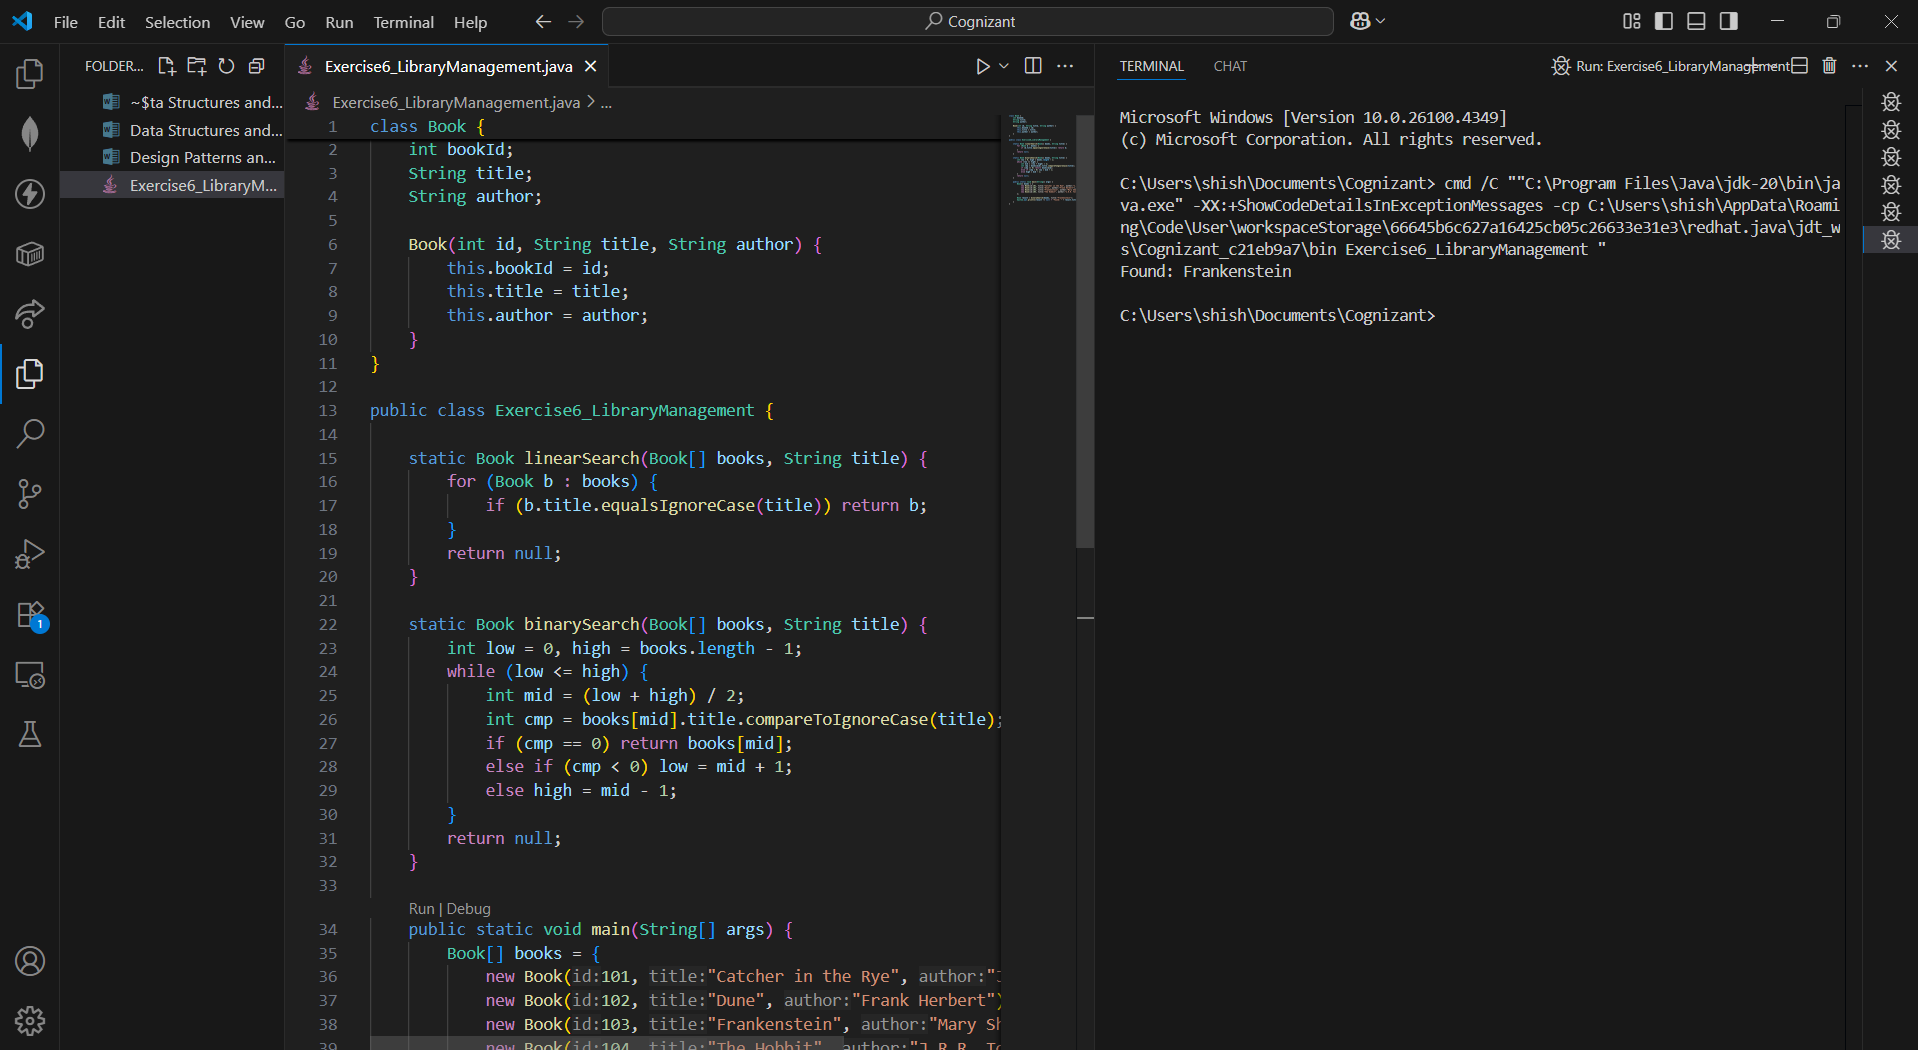 File Edit Selection View Go Run Terminal Help
Cognizant
FOLDER...
~$ta Structures and...
Data Structures and...
Design Patterns an...
Exercise6_LibraryM...
1
Exercise6_LibraryManagement.java
Exercise6_LibraryManagement.java > ...
1 class Book {
2 int bookId;
3 String title;
4 String author;
5
6 Book(int id, String title, String author) {
7 this.bookId = id;
8 this.title = title;
9 this.author = author;
10 }
11 }
12
13 public class Exercise6_LibraryManagement {
14
15 static Book linearSearch(Book[] books, String title) {
16 for (Book b : books) {
17 if (b.title.equalsIgnoreCase(title)) return b;
18 }
19 return null;
20 }
21
22 static Book binarySearch(Book[] books, String title) {
23 int low = 0, high = books.length - 1;
24 while (low <= high) {
25 int mid = (low + high) / 2;
26 int cmp = books[mid].title.compareToIgnoreCase(title);
27 if (cmp == 0) return books[mid];
28 else if (cmp < 0) low = mid + 1;
29 else high = mid - 1;
30 }
31 return null;
32 }
33
Run | Debug
34 public static void main(String[] args) {
35 Book[] books = {
36 new Book(id:101, title:"Catcher in the Rye", author:"J
37 new Book(id:102, title:"Dune", author:"Frank Herbert")
38 new Book(id:103, title:"Frankenstein", author:"Mary Sh
39 new Book(id:104, title:"The Hobbit", author:"J.R.R. To
TERMINAL CHAT
Run: Exercise6_LibraryManagement
Microsoft Windows [Version 10.0.26100.4349]
(c) Microsoft Corporation. All rights reserved.
C:\Users\shish\Documents\Cognizant> cmd /C ""C:\Program Files\Java\jdk-20\bin\ja
va.exe" -XX:+ShowCodeDetailsInExceptionMessages -cp C:\Users\shish\AppData\Roami
ng\Code\User\workspaceStorage\66645b6c627a16425cb05c26633e31e3\redhat.java\jdt_w
s\Cognizant_c21eb9a7\bin Exercise6_LibraryManagement "
Found: Frankenstein
C:\Users\shish\Documents\Cognizant>